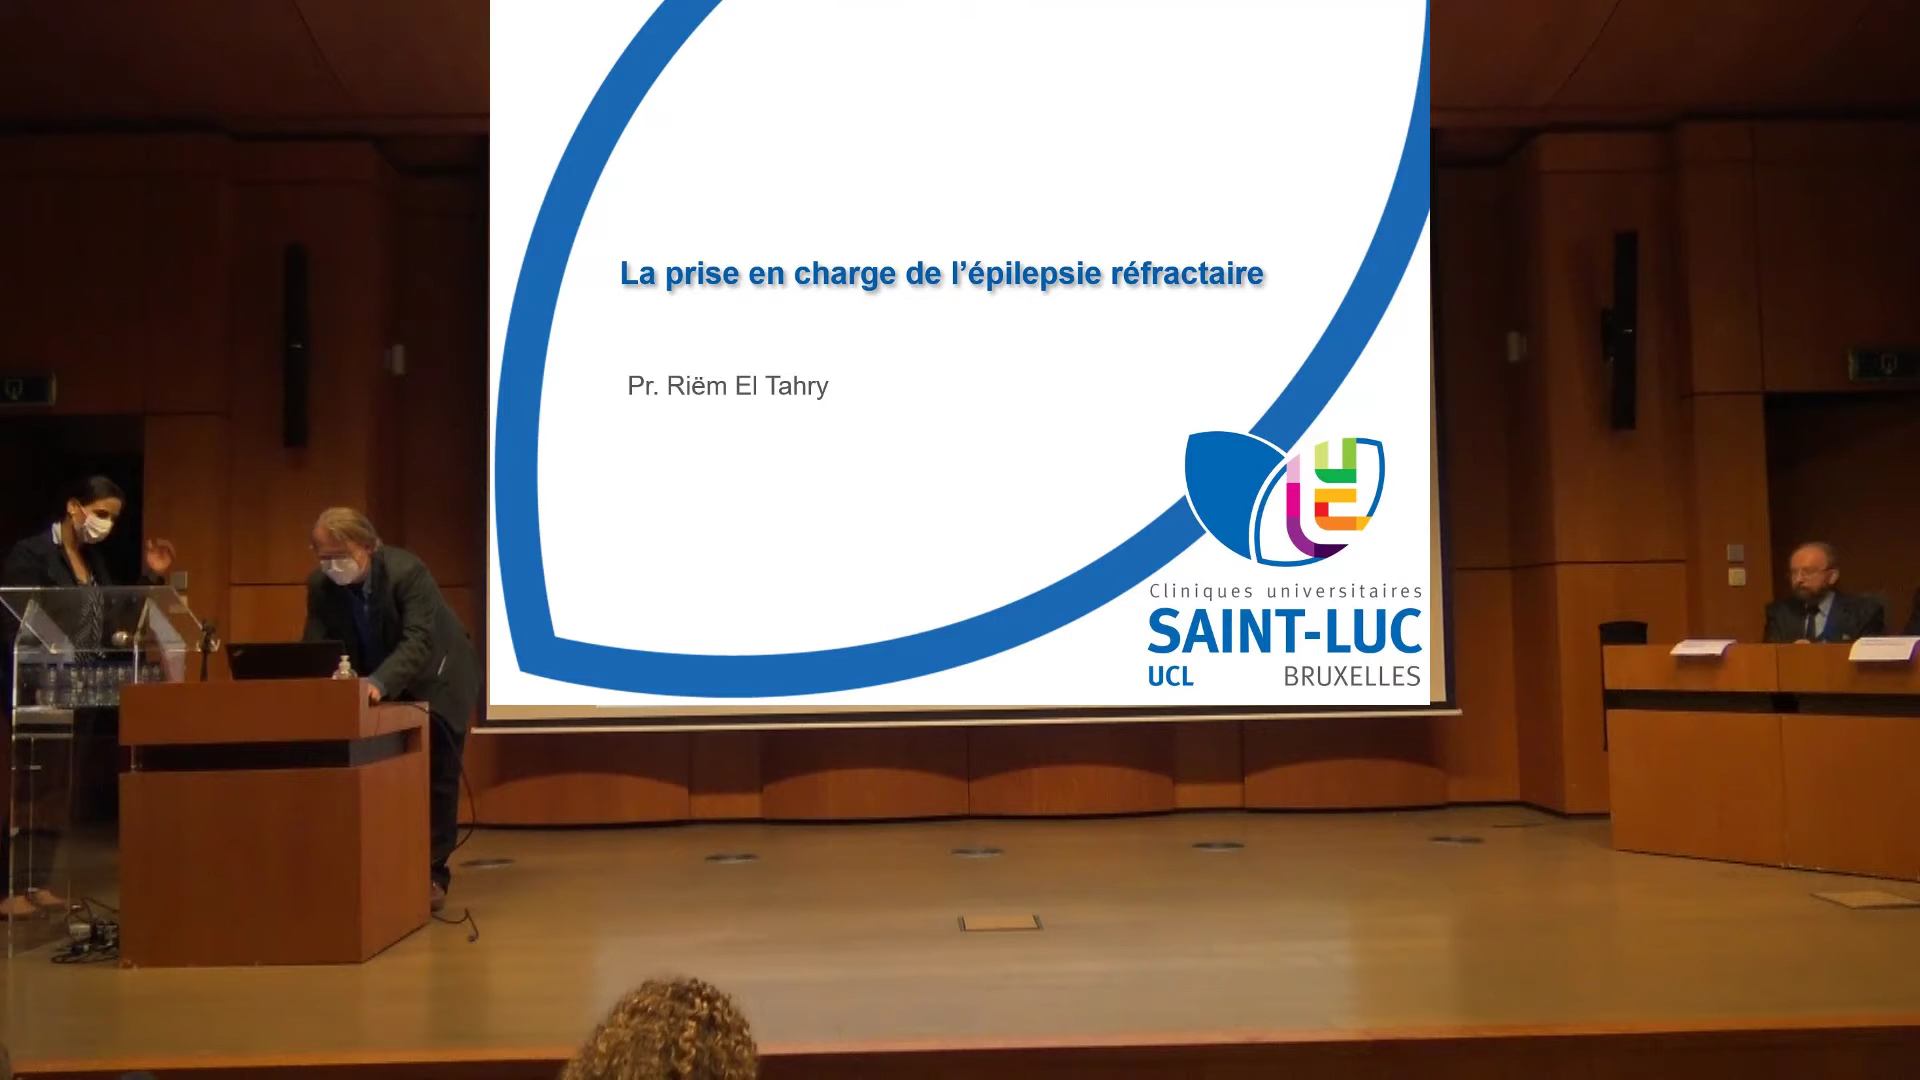 La prise en charge de l’épilepsie réfractaire
Pr. Riëm El Tahry
Cliniques universitaires
SAINT-LUC
UCL BRUXELLES